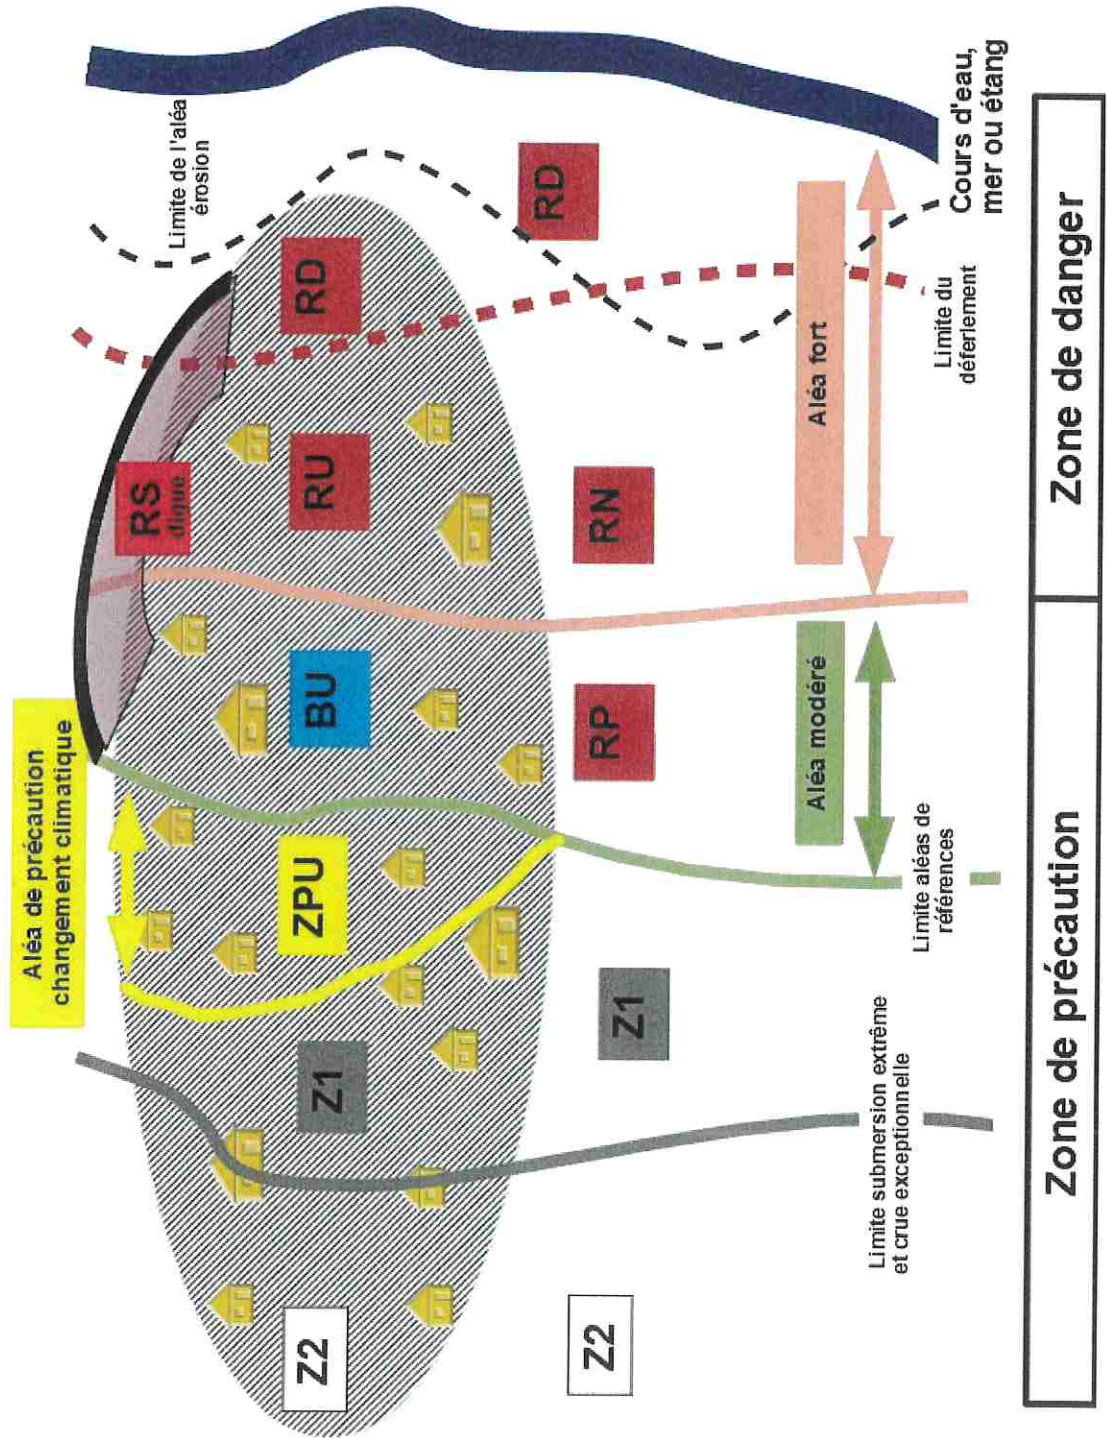 Aléa de précaution
changement climatique
Limite de l'aléa
érosion
RS
dique
Z2
Z1
ZPU
BU
RU
RD
Z2
Z1
RP
RN
RD
Aléa modéré
Aléa fort
Limite submersion extrême
et crue exceptionnelle
Limite aléas de
références
Limite du
déferlement
Cours d'eau,
mer ou étang
Zone de précaution
Zone de danger